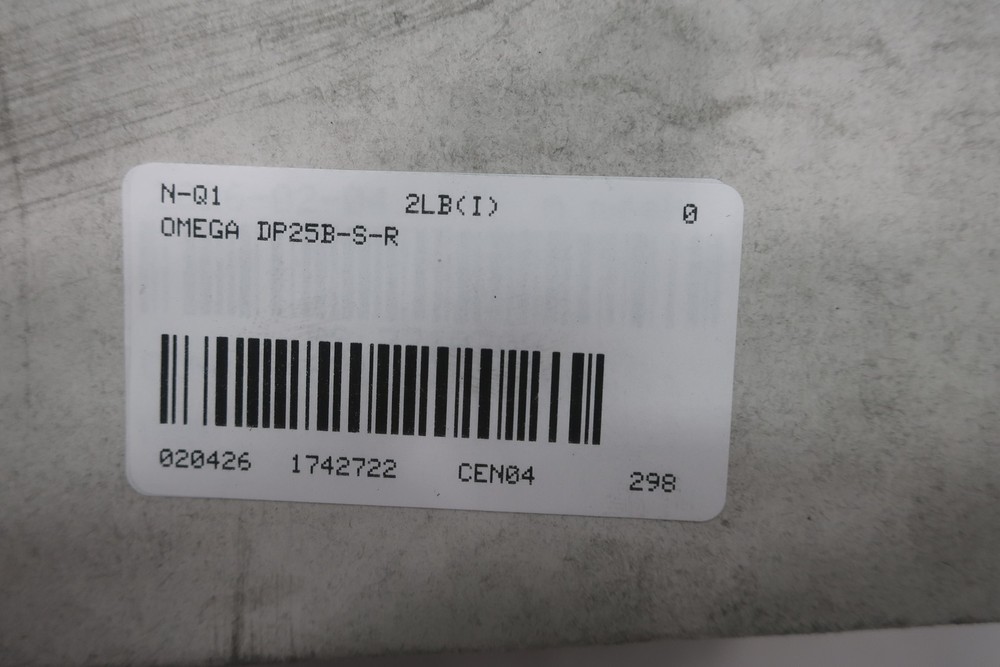 N-Q1 2LB(I) 0
OMEGA DP25B-S-R
020426 1742722 CEN04 298